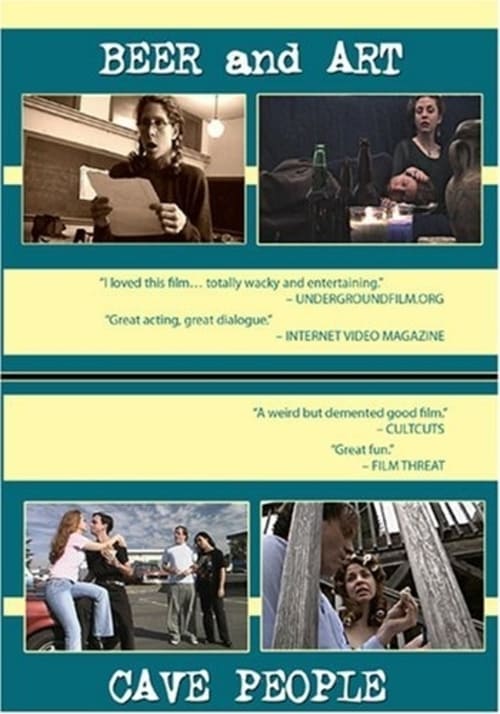 BEER and ART
"I loved this film... totally wacky and entertaining."
– UNDERGROUNDFILM.ORG
"Great acting, great dialogue."
– INTERNET VIDEO MAGAZINE
"A weird but demented good film."
– CULTCUTS
"Great fun."
– FILM THREAT
CAVE PEOPLE